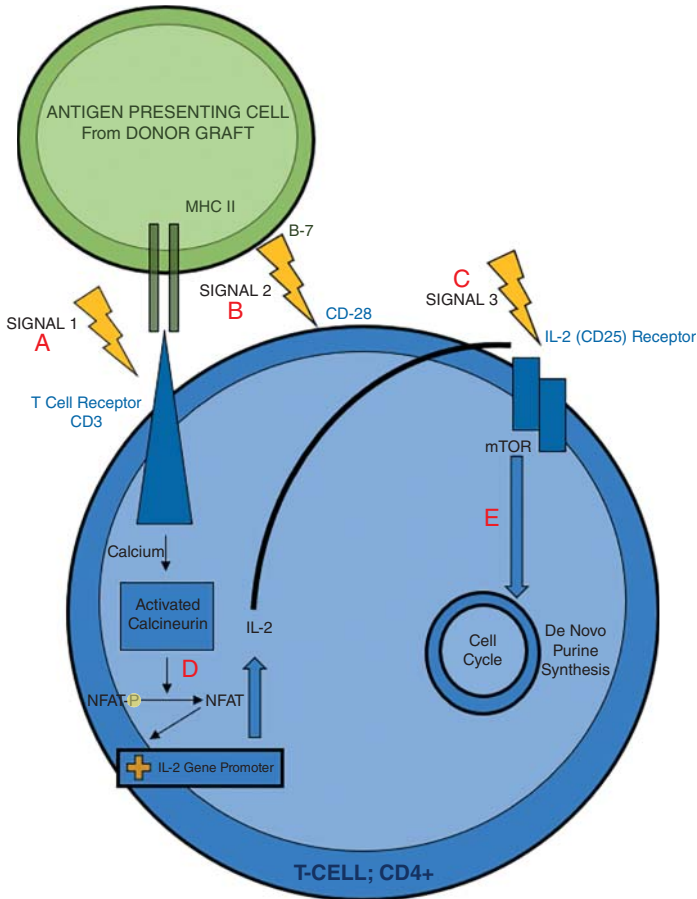 ANTIGEN PRESENTING CELL
From DONOR GRAFT
MHC II
B-7
SIGNAL 1
A
SIGNAL 2
B
CD-28
C
SIGNAL 3
IL-2 (CD25) Receptor
T Cell Receptor
CD3
mTOR
E
Calcium
Activated
Calcineurin
IL-2
D
NFAT-P
NFAT
IL-2 Gene Promoter
Cell
Cycle
De Novo
Purine
Synthesis
T-CELL; CD4+